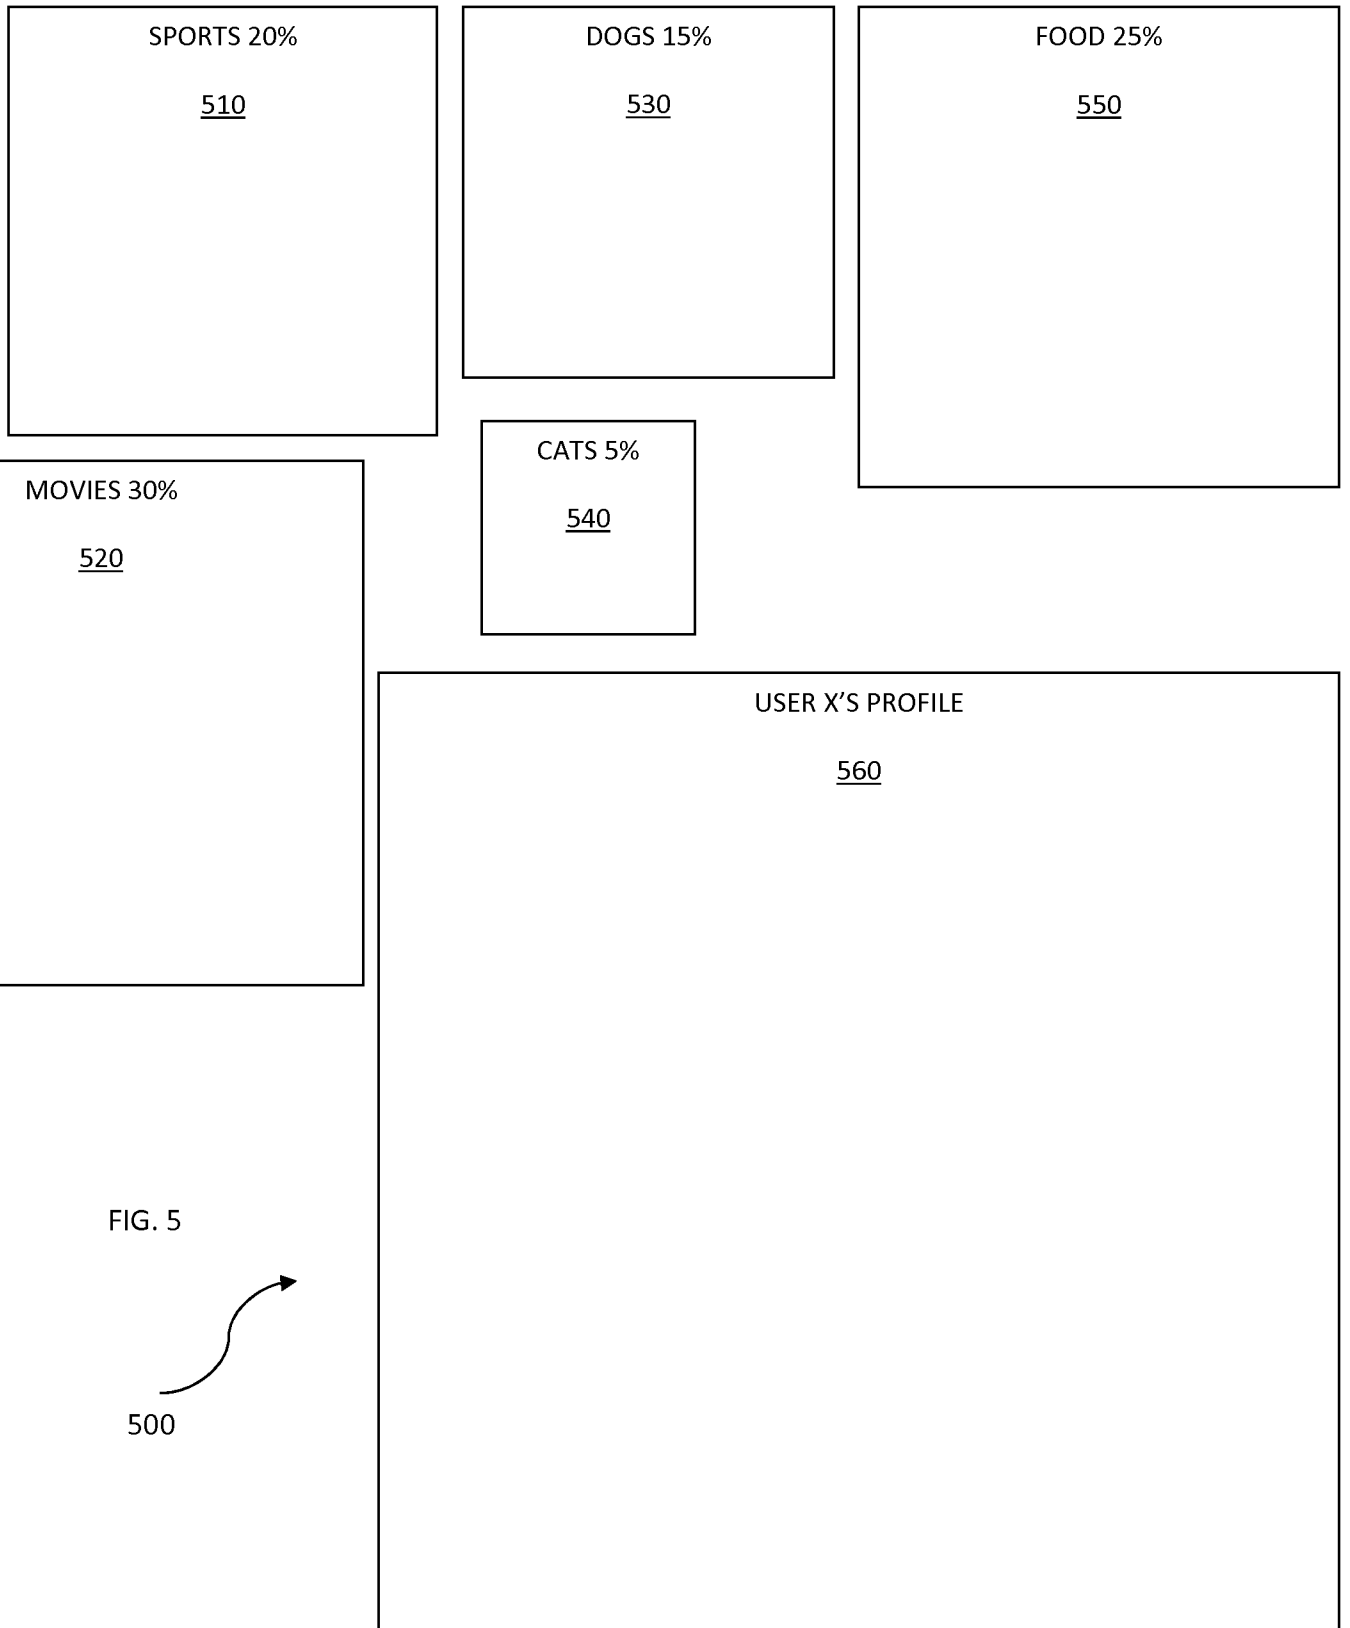 SPORTS 20%
510
DOGS 15%
530
FOOD 25%
550
CATS 5%
540
MOVIES 30%
520
USER X’S PROFILE
560
FIG. 5
500